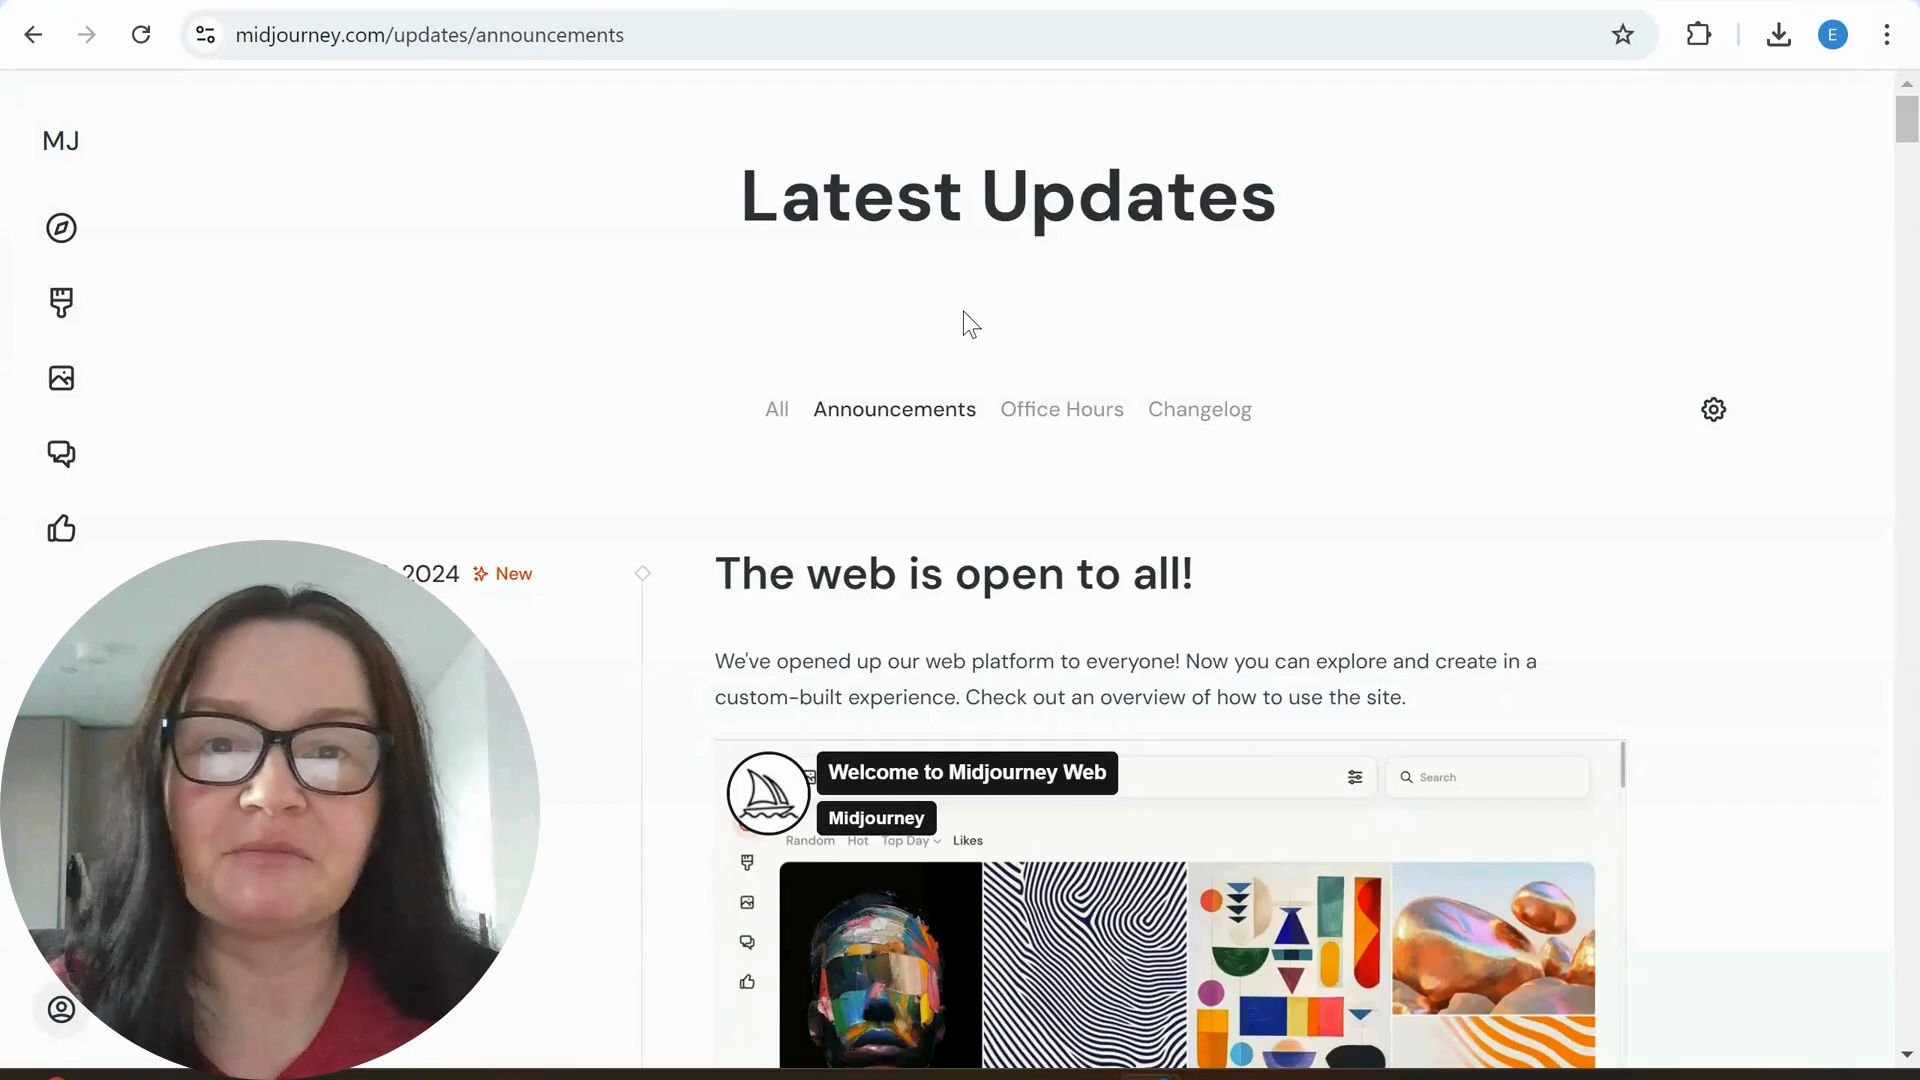 midjourney.com/updates/announcements
E
MJ
Latest Updates
All Announcements Office Hours Changelog
2024 New
The web is open to all!
We've opened up our web platform to everyone! Now you can explore and create in a
custom-built experience. Check out an overview of how to use the site.
Welcome to Midjourney Web
Search
Midjourney
Random Hot Top Day Likes